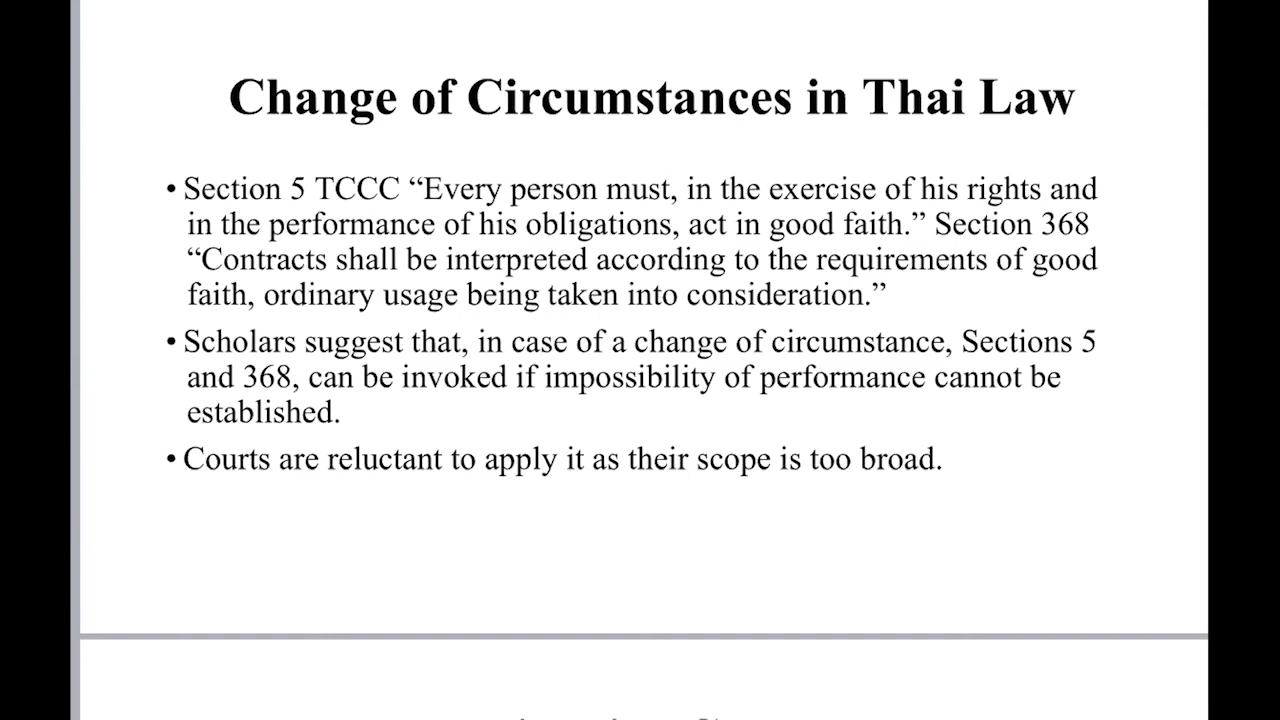 Change of Circumstances in Thai Law
• Section 5 TCCC “Every person must, in the exercise of his rights and
in the performance of his obligations, act in good faith.” Section 368
“Contracts shall be interpreted according to the requirements of good
faith, ordinary usage being taken into consideration.”
• Scholars suggest that, in case of a change of circumstance, Sections 5
and 368, can be invoked if impossibility of performance cannot be
established.
• Courts are reluctant to apply it as their scope is too broad.